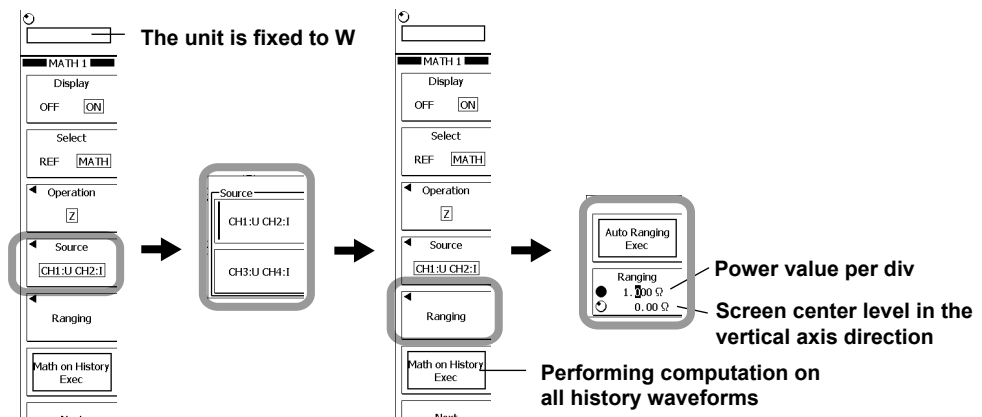 The unit is fixed to W
MATH 1
Display
OFF ON
Select
REF MATH
Operation
Z
Source
CH1:U CH2:I
Ranging
Math on History
Exec
Source
CH1:U CH2:I
CH3:U CH4:I
MATH 1
Display
OFF ON
Select
REF MATH
Operation
Z
Source
CH1:U CH2:I
Ranging
Math on History
Exec
Performing computation on
all history waveforms
Auto Ranging
Exec
Ranging
1.000 Ω
0.00 Ω
Power value per div
Screen center level in the
vertical axis direction